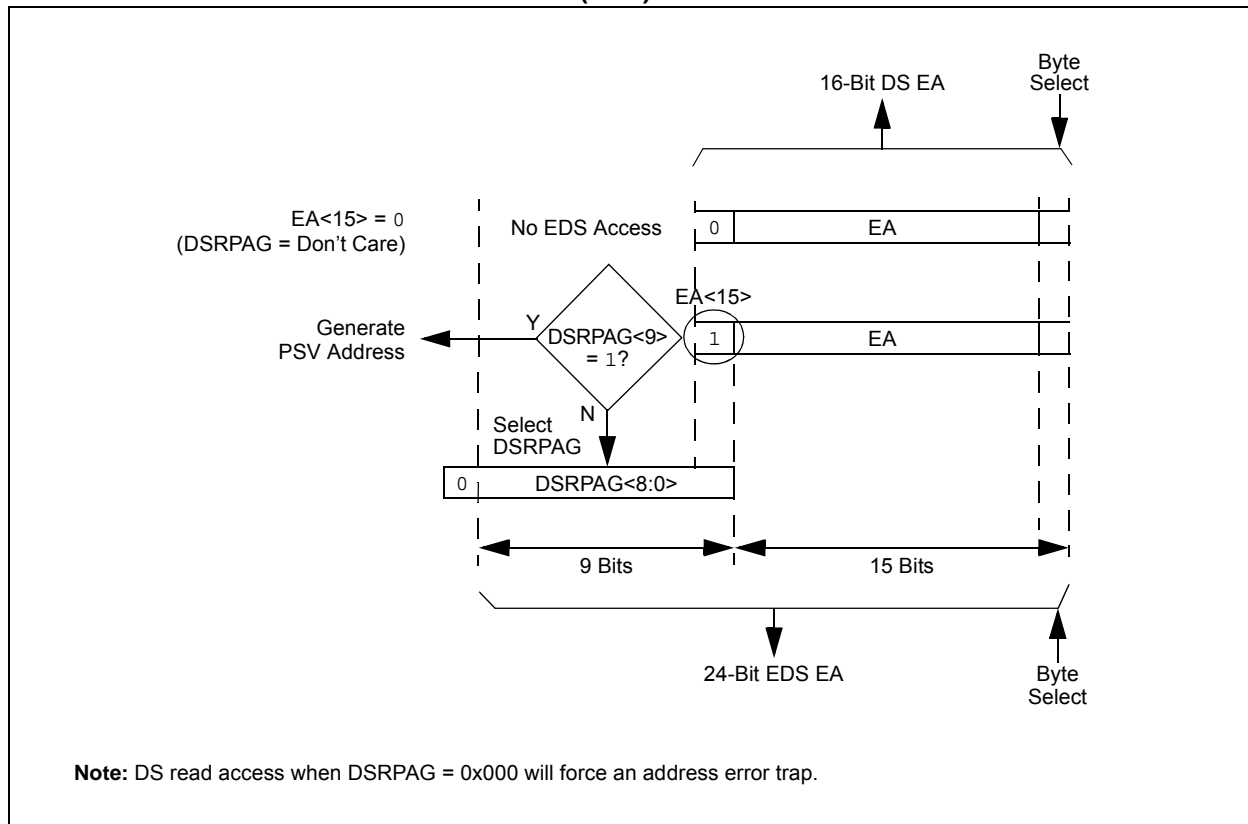 16-Bit DS EA
Byte
Select
EA<15> = 0
(DSRPAG = Don't Care)
No EDS Access
0
EA
EA<15>
Generate
PSV Address
Y
DSRPAG<9>
= 1?
1
EA
N
Select
DSRPAG
0
DSRPAG<8:0>
9 Bits
15 Bits
24-Bit EDS EA
Byte
Select
Note: DS read access when DSRPAG = 0x000 will force an address error trap.